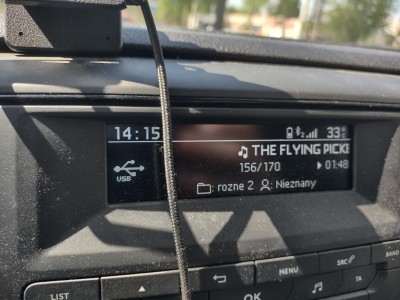 14:15 33
THE FLYING PICKE
156/170 01:48
USB
: rozne 2 : Nieznany
LIST
MENU
SRC
BAND
OK
TA